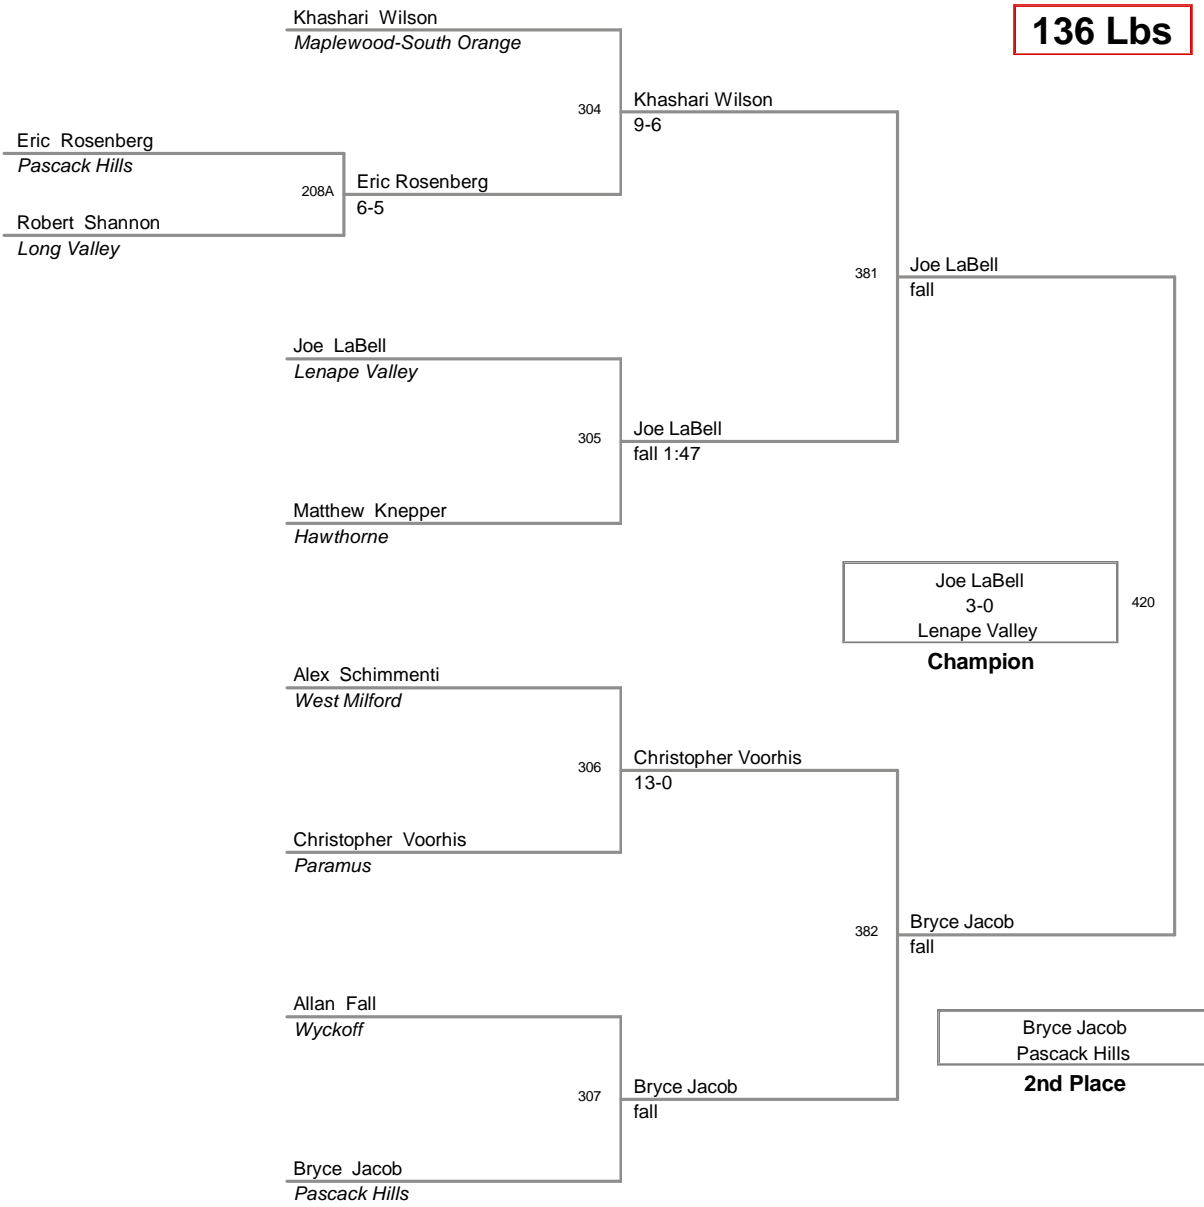 136 Lbs
Khashari Wilson
Maplewood-South Orange
304
Khashari Wilson
9-6
Eric Rosenberg
Pascack Hills
208A
Eric Rosenberg
6-5
Robert Shannon
Long Valley
381
Joe LaBell
fall
Joe LaBell
Lenape Valley
305
Joe LaBell
fall 1:47
Matthew Knepper
Hawthorne
Joe LaBell
3-0
Lenape Valley
Champion
420
Alex Schimmenti
West Milford
306
Christopher Voorhis
13-0
Christopher Voorhis
Paramus
382
Bryce Jacob
fall
Allan Fall
Wyckoff
Bryce Jacob
Pascack Hills
2nd Place
307
Bryce Jacob
fall
Bryce Jacob
Pascack Hills